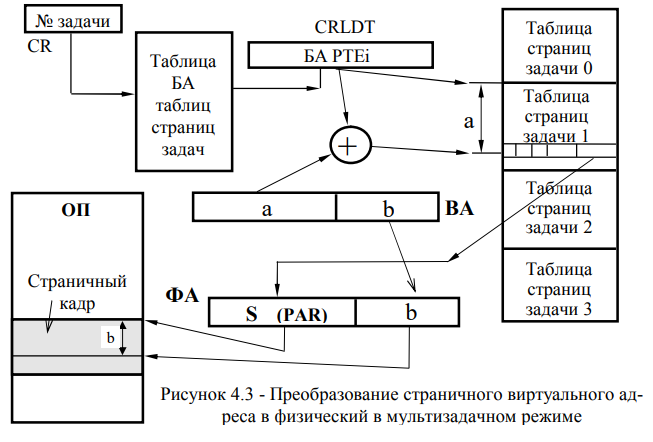 № задачи
CR
CRLDT
БА PTEi
Таблица
БА
таблиц
страниц
задач
Таблица
страниц
задачи 0
Таблица
страниц
задачи 1
a
+
Таблица
страниц
задачи 2
Таблица
страниц
задачи 3
a
b
ВА
ОП
Страничный
кадр
b
ФА
S (PAR)
b
Рисунок 4.3 - Преобразование страничного виртуального ад-
реса в физический в мультизадачном режиме